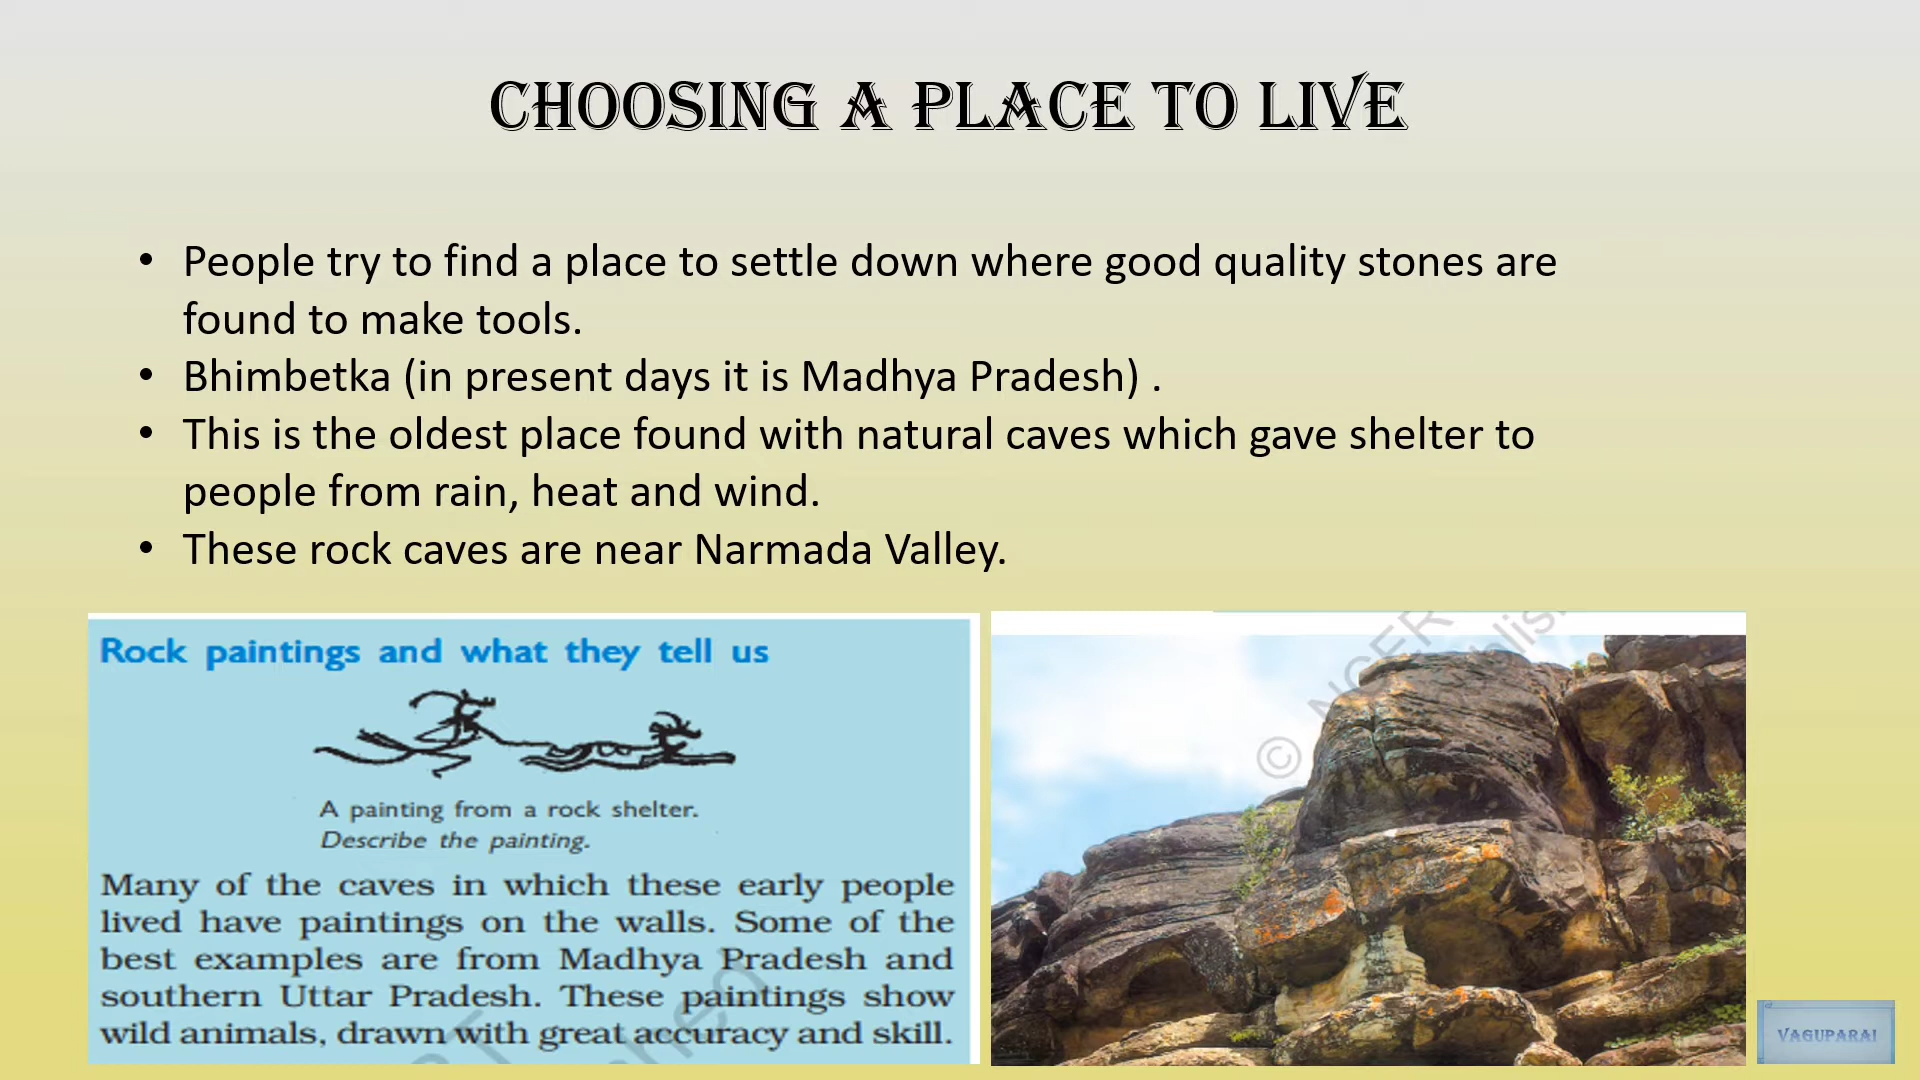 CHOOSING A PLACE TO LIVE
• People try to find a place to settle down where good quality stones are
found to make tools.
• Bhimbetka (in present days it is Madhya Pradesh) .
• This is the oldest place found with natural caves which gave shelter to
people from rain, heat and wind.
• These rock caves are near Narmada Valley.
Rock paintings and what they tell us
A painting from a rock shelter.
Describe the painting.
Many of the caves in which these early people
lived have paintings on the walls. Some of the
best examples are from Madhya Pradesh and
southern Uttar Pradesh. These paintings show
wild animals, drawn with great accuracy and skill.
© NCER
VAGUPARAI